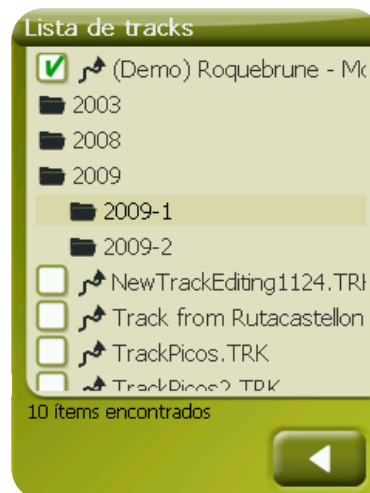 Lista de tracks
(Demo) Roquebrune - Mo
2003
2008
2009
2009-1
2009-2
NewTrackEditing1124.TRK
Track from Rutacastellon
TrackPicos.TRK
TrackPicos2.TRK
10 ítems encontrados